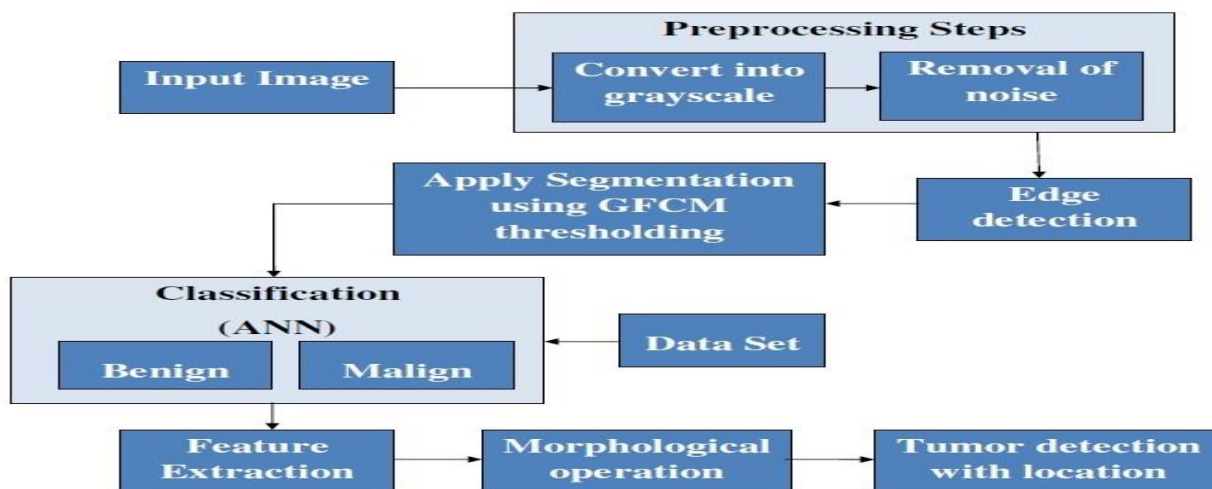 Preprocessing Steps
Input Image
Convert into
grayscale
Removal of
noise
Apply Segmentation
using GFCM
thresholding
Edge
detection
Classification
(ANN)
Benign
Malign
Data Set
Feature
Extraction
Morphological
operation
Tumor detection
with location